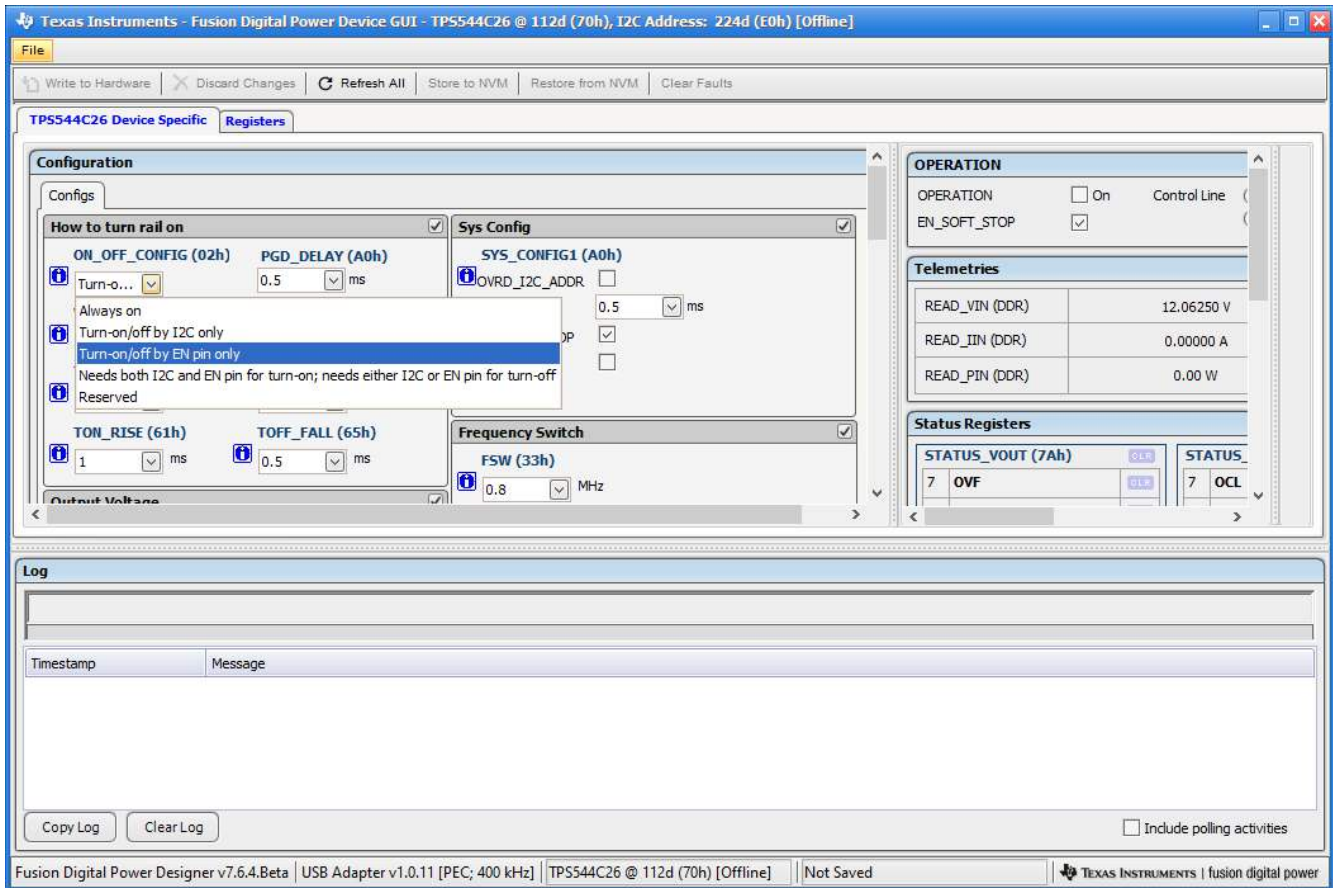 Texas Instruments - Fusion Digital Power Device GUI - TPS544C26 @ 112d (70h), I2C Address: 224d (E0h) [Offline]
File
Write to Hardware Discard Changes Refresh All Store to NVM Restore from NVM Clear Faults
TPS544C26 Device Specific Registers
Configuration
Configs
How to turn rail on
ON_OFF_CONFIG (02h) PGD_DELAY (A0h)
Turn-o... 0.5 ms
Always on
Turn-on/off by I2C only
Turn-on/off by EN pin only
Needs both I2C and EN pin for turn-on; needs either I2C or EN pin for turn-off
Reserved
TON_RISE (61h) TOFF_FALL (65h)
1 ms 0.5 ms
Output Voltage
Sys Config
SYS_CONFIG1 (A0h)
OVRD_I2C_ADDR
0.5 ms
OP
Frequency Switch
FSW (33h)
0.8 MHz
OPERATION
OPERATION On Control Line
EN_SOFT_STOP
Telemetries
READ_VIN (DDR) 12.06250 V
READ_IIN (DDR) 0.00000 A
READ_PIN (DDR) 0.00 W
Status Registers
STATUS_VOUT (7Ah) CLR STATUS_
7 OVF CLR 7 OCL
Log
Timestamp Message
Copy Log Clear Log Include polling activities
Fusion Digital Power Designer v7.6.4.Beta USB Adapter v1.0.11 [PEC; 400 kHz] TPS544C26 @ 112d (70h) [Offline] Not Saved TEXAS INSTRUMENTS | fusion digital power